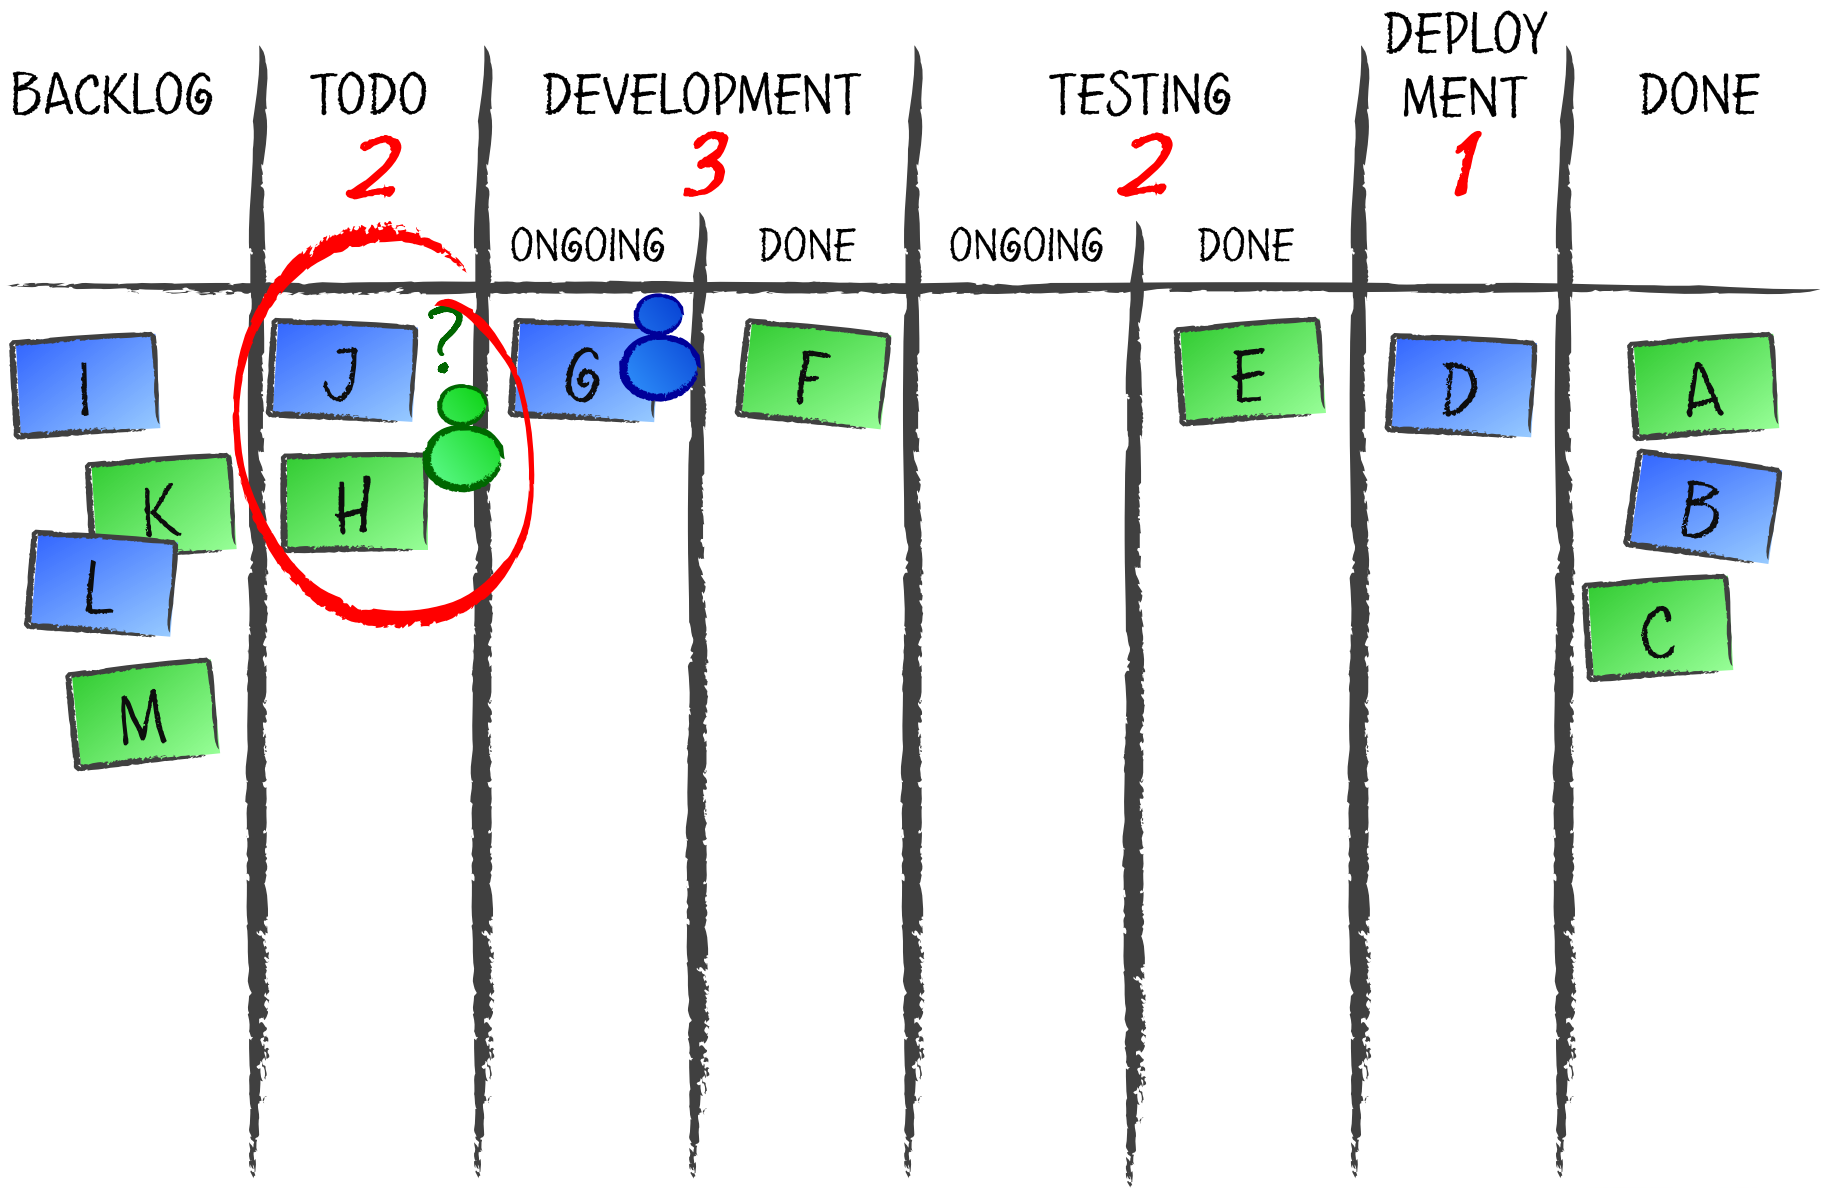 BACKLOG
TODO
2
DEVELOPMENT
3
ONGOING
DONE
TESTING
2
ONGOING
DONE
DEPLOY
MENT
1
DONE
I
K
L
M
J
?
H
G
F
E
D
A
B
C